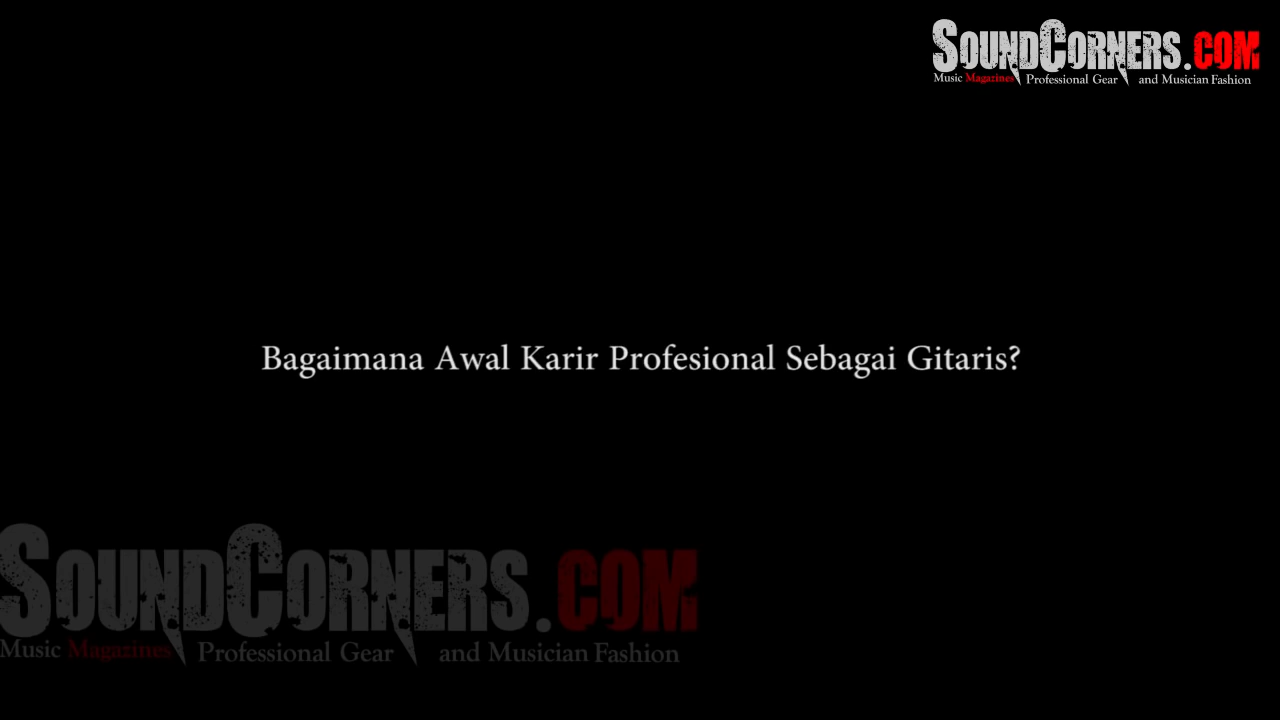 SOUNDCORNERS.COM
Music Magazines Professional Gear and Musician Fashion
Bagaimana Awal Karir Profesional Sebagai Gitaris?
SOUNDCORNERS.COM
Music Magazines Professional Gear and Musician Fashion